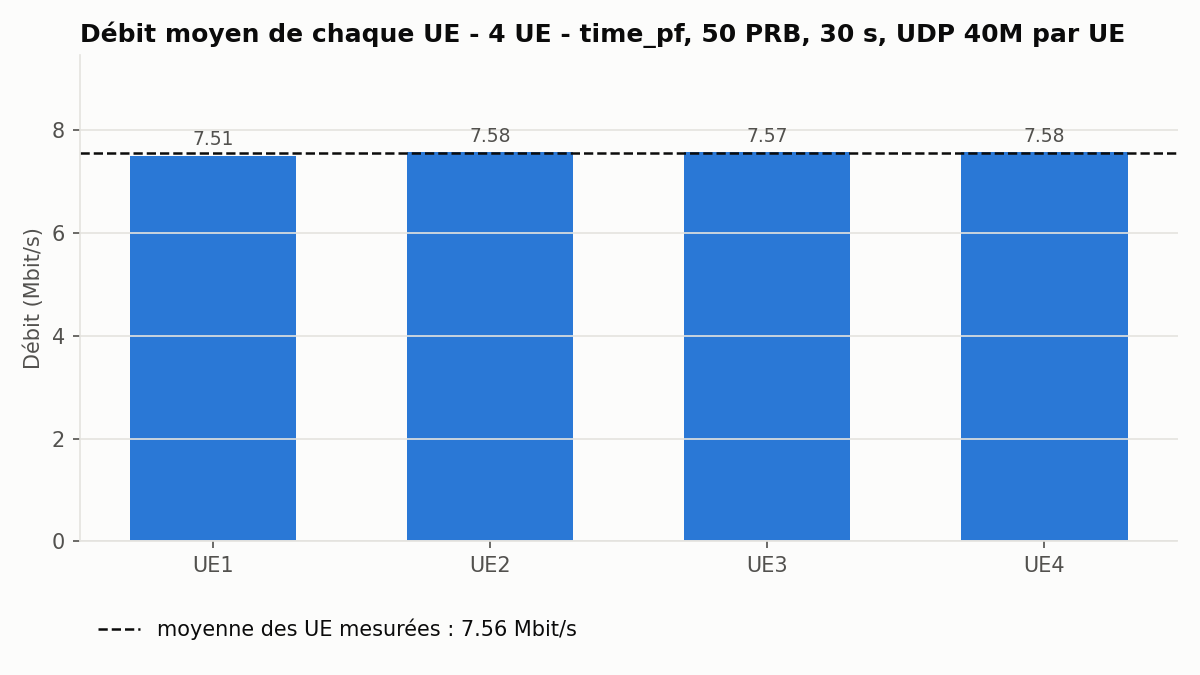 Débit moyen de chaque UE - 4 UE - time_pf, 50 PRB, 30 s, UDP 40M par UE
Débit (Mbit/s)
8
6
4
2
0
7.51
7.58
7.57
7.58
UE1
UE2
UE3
UE4
moyenne des UE mesurées : 7.56 Mbit/s